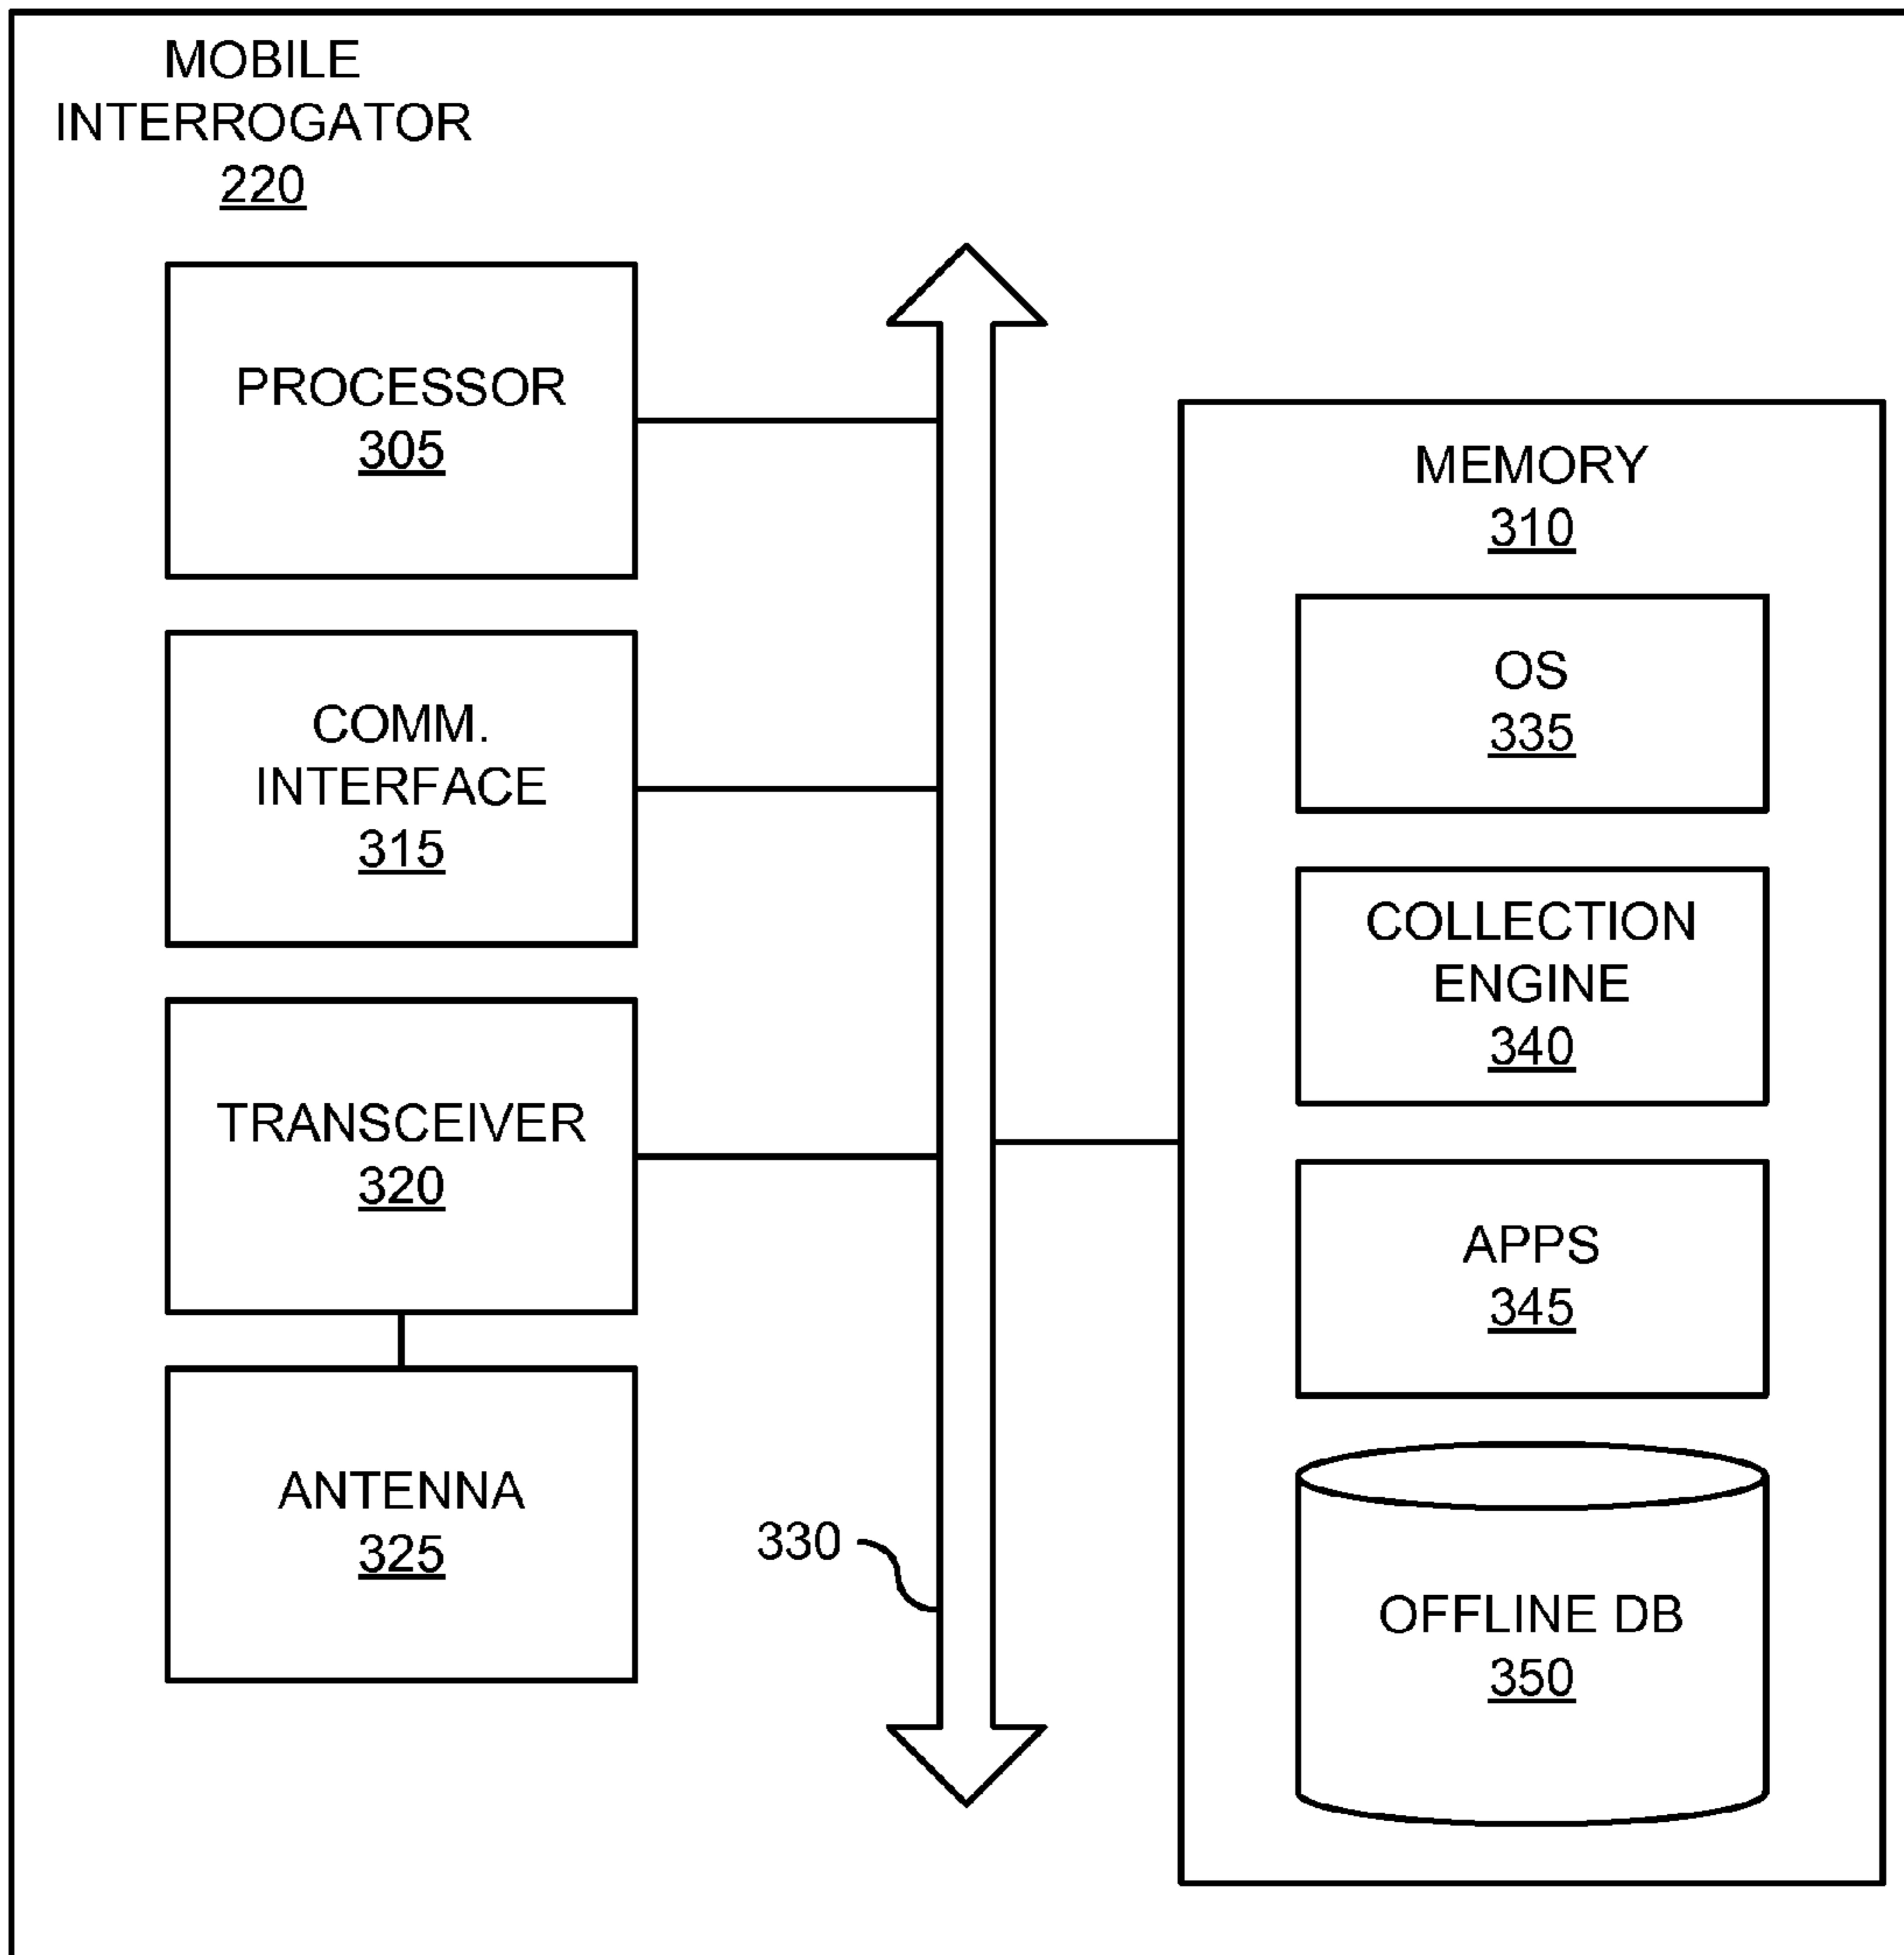 MOBILE
INTERROGATOR
220
PROCESSOR
305
COMM.
INTERFACE
315
TRANSCEIVER
320
ANTENNA
325
330
MEMORY
310
OS
335
COLLECTION
ENGINE
340
APPS
345
OFFLINE DB
350